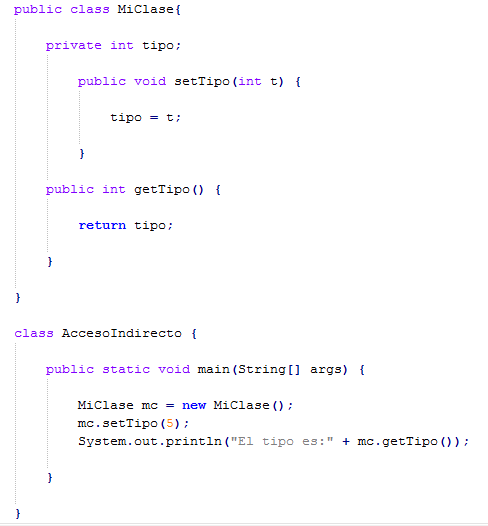 public class MiClase{
private int tipo;
public void setTipo(int t) {
tipo = t;
}
public int getTipo() {
return tipo;
}
}
class AccesoIndirecto {
public static void main(String[] args) {
MiClase mc = new MiClase();
mc.setTipo(5);
System.out.println("El tipo es:" + mc.getTipo());
}
}